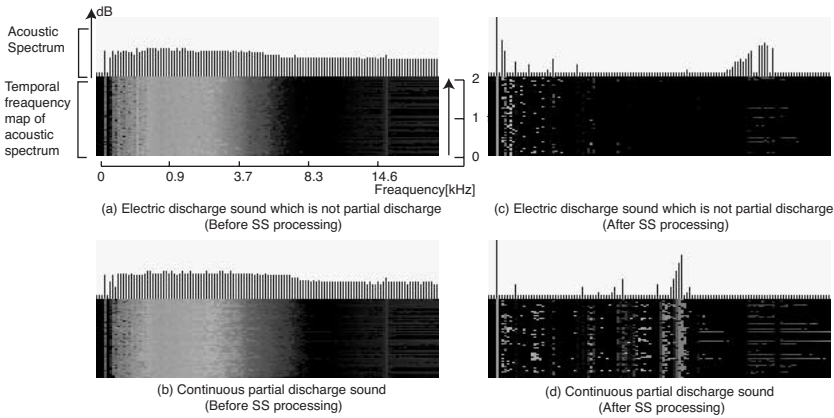 dB
Acoustic
Spectrum
Temporal
freaquency
map of
acoustic
spectrum
2
1
0
0 0.9 3.7 8.3 14.6
Freaquency[kHz]
(a) Electric discharge sound which is not partial discharge
(Before SS processing)
(c) Electric discharge sound which is not partial discharge
(After SS processing)
(b) Continuous partial discharge sound
(Before SS processing)
(d) Continuous partial discharge sound
(After SS processing)